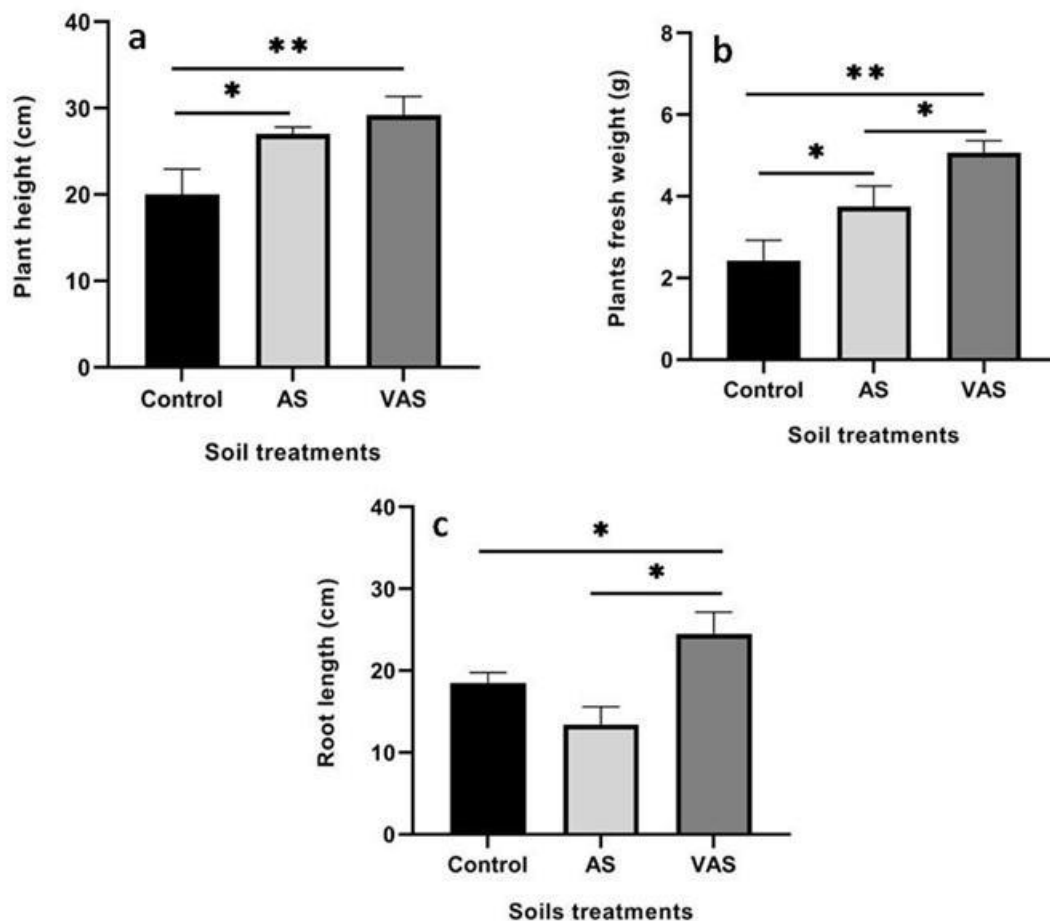 a
Plant height (cm)
40
30
20
10
0
**
*
Control AS VAS
Soil treatments
b
Plants fresh weight (g)
8
6
4
2
0
**
*
*
Control AS VAS
Soil treatments
c
Root length (cm)
40
30
20
10
0
*
*
Control AS VAS
Soils treatments